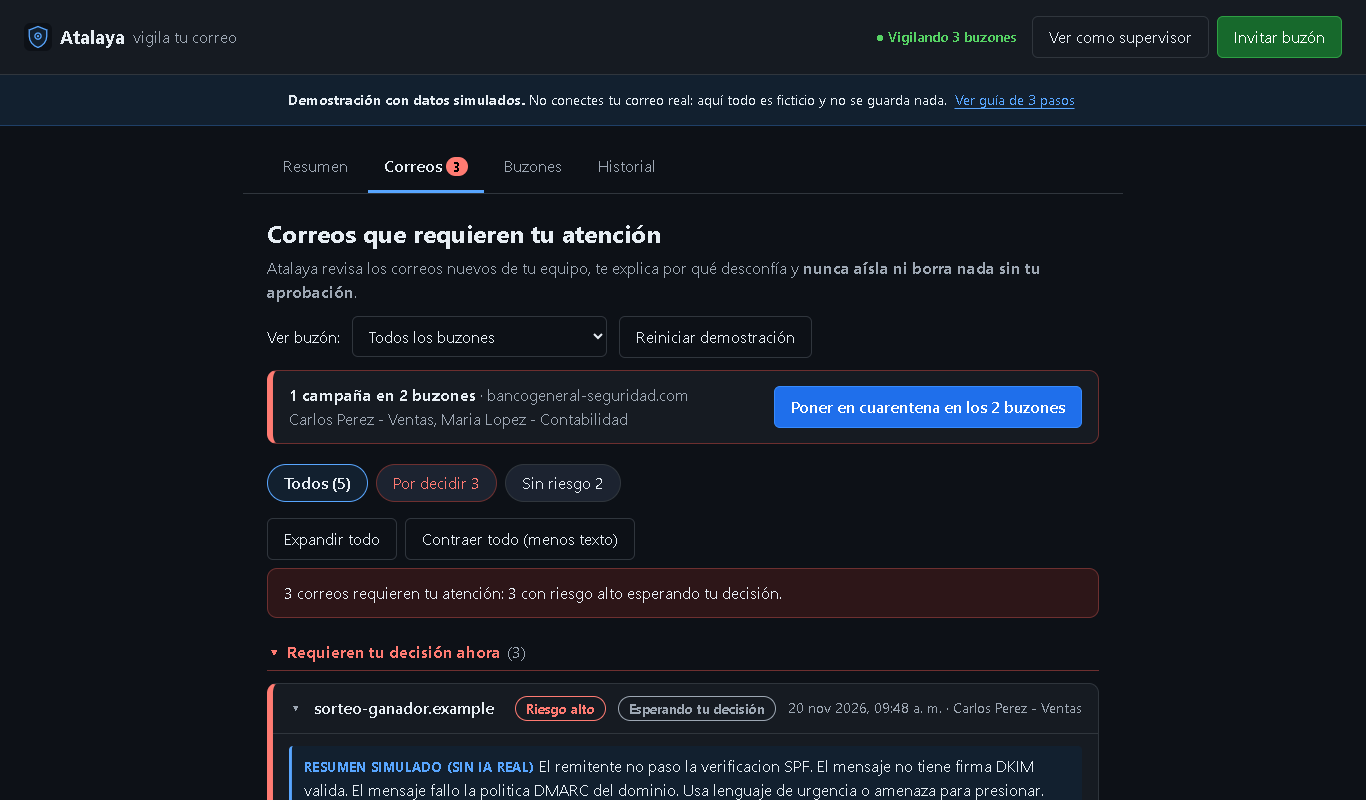 Atalaya vigila tu correo
● Vigilando 3 buzones
Ver como supervisor
Invitar buzón
Demostración con datos simulados. No conectes tu correo real: aquí todo es ficticio y no se guarda nada. Ver guía de 3 pasos
Resumen
Correos 3
Buzones
Historial
Correos que requieren tu atención
Atalaya revisa los correos nuevos de tu equipo, te explica por qué desconfía y nunca aísla ni borra nada sin tu
aprobación.
Ver buzón:
Todos los buzones
Reiniciar demostración
1 campaña en 2 buzones · bancogeneral-seguridad.com
Carlos Perez - Ventas, Maria Lopez - Contabilidad
Poner en cuarentena en los 2 buzones
Todos (5)
Por decidir 3
Sin riesgo 2
Expandir todo
Contraer todo (menos texto)
3 correos requieren tu atención: 3 con riesgo alto esperando tu decisión.
▼ Requieren tu decisión ahora (3)
▼ sorteo-ganador.example
Riesgo alto
Esperando tu decisión
20 nov 2026, 09:48 a. m. · Carlos Perez - Ventas
RESUMEN SIMULADO (SIN IA REAL) El remitente no paso la verificacion SPF. El mensaje no tiene firma DKIM
valida. El mensaje fallo la politica DMARC del dominio. Usa lenguaje de urgencia o amenaza para presionar.